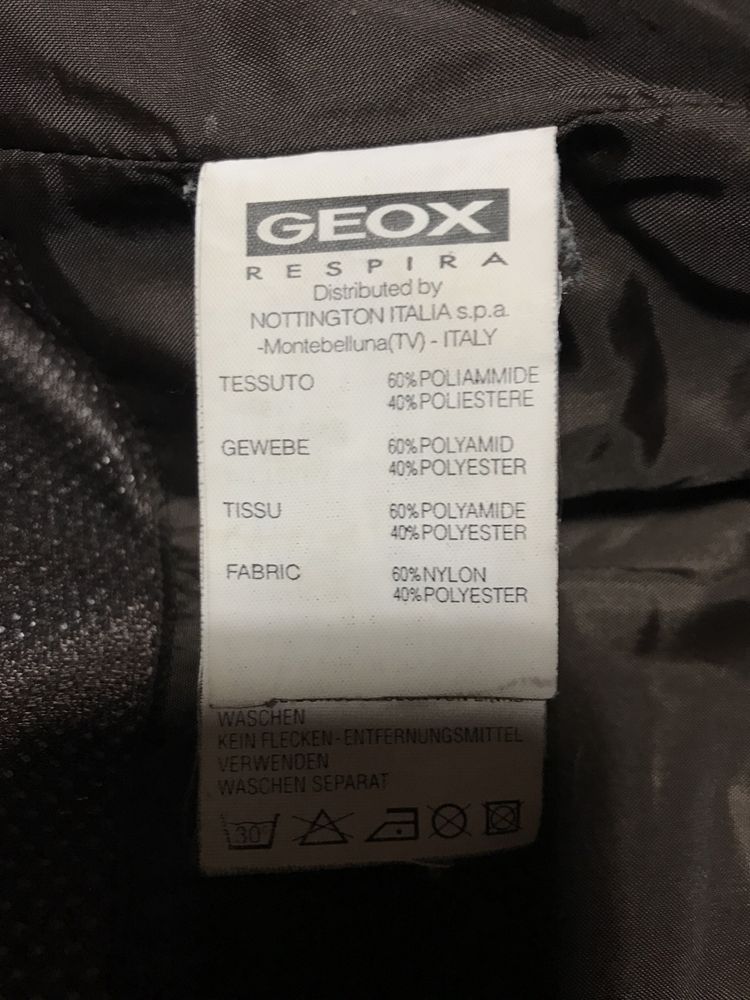 GEOX
RESPIRA
Distributed by
NOTTINGTON ITALIA s.p.a.
-Montebelluna(TV) - ITALY
TESSUTO 60%POLIAMMIDE
40%POLIESTERE
GEWEBE 60%POLYAMID
40%POLYESTER
TISSU 60%POLYAMIDE
40%POLYESTER
FABRIC 60%NYLON
40%POLYESTER
WASCHEN
KEIN FLECKEN-ENTFERNUNGSMITTEL
VERWENDEN
WASCHEN SEPARAT
30°